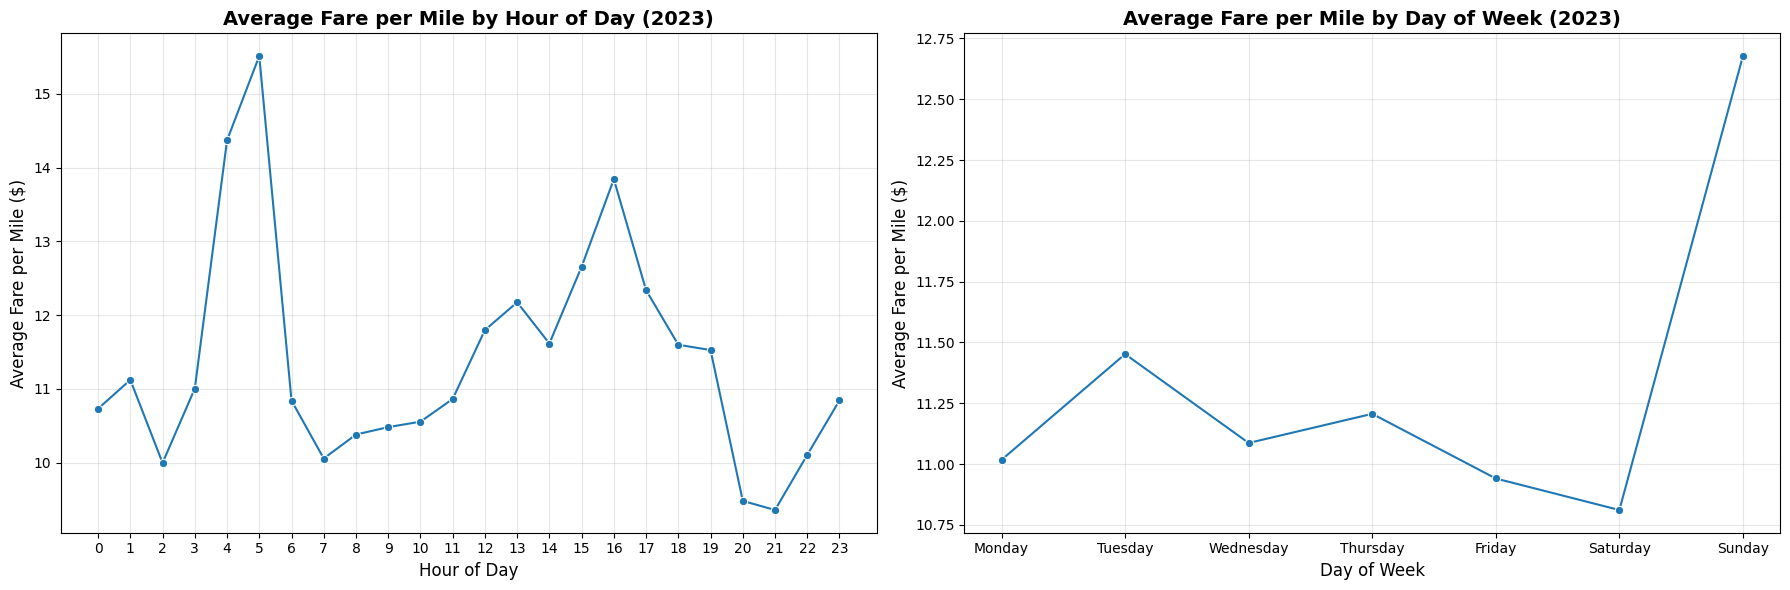 Average Fare per Mile by Hour of Day (2023)
Average Fare per Mile ($)
15
14
13
12
11
10
0 1 2 3 4 5 6 7 8 9 10 11 12 13 14 15 16 17 18 19 20 21 22 23
Hour of Day
Average Fare per Mile by Day of Week (2023)
Average Fare per Mile ($)
12.75
12.50
12.25
12.00
11.75
11.50
11.25
11.00
10.75
Monday Tuesday Wednesday Thursday Friday Saturday Sunday
Day of Week